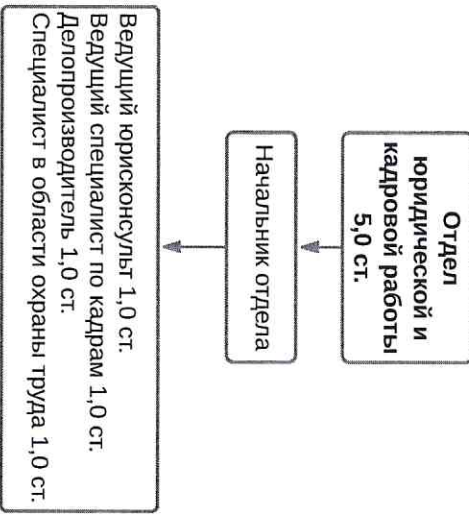 Отдел
юридической и
кадровой работы
5,0 ст.
Начальник отдела
Ведущий юрисконсульт 1,0 ст.
Ведущий специалист по кадрам 1,0 ст.
Делопроизводитель 1,0 ст.
Специалист в области охраны труда 1,0 ст.